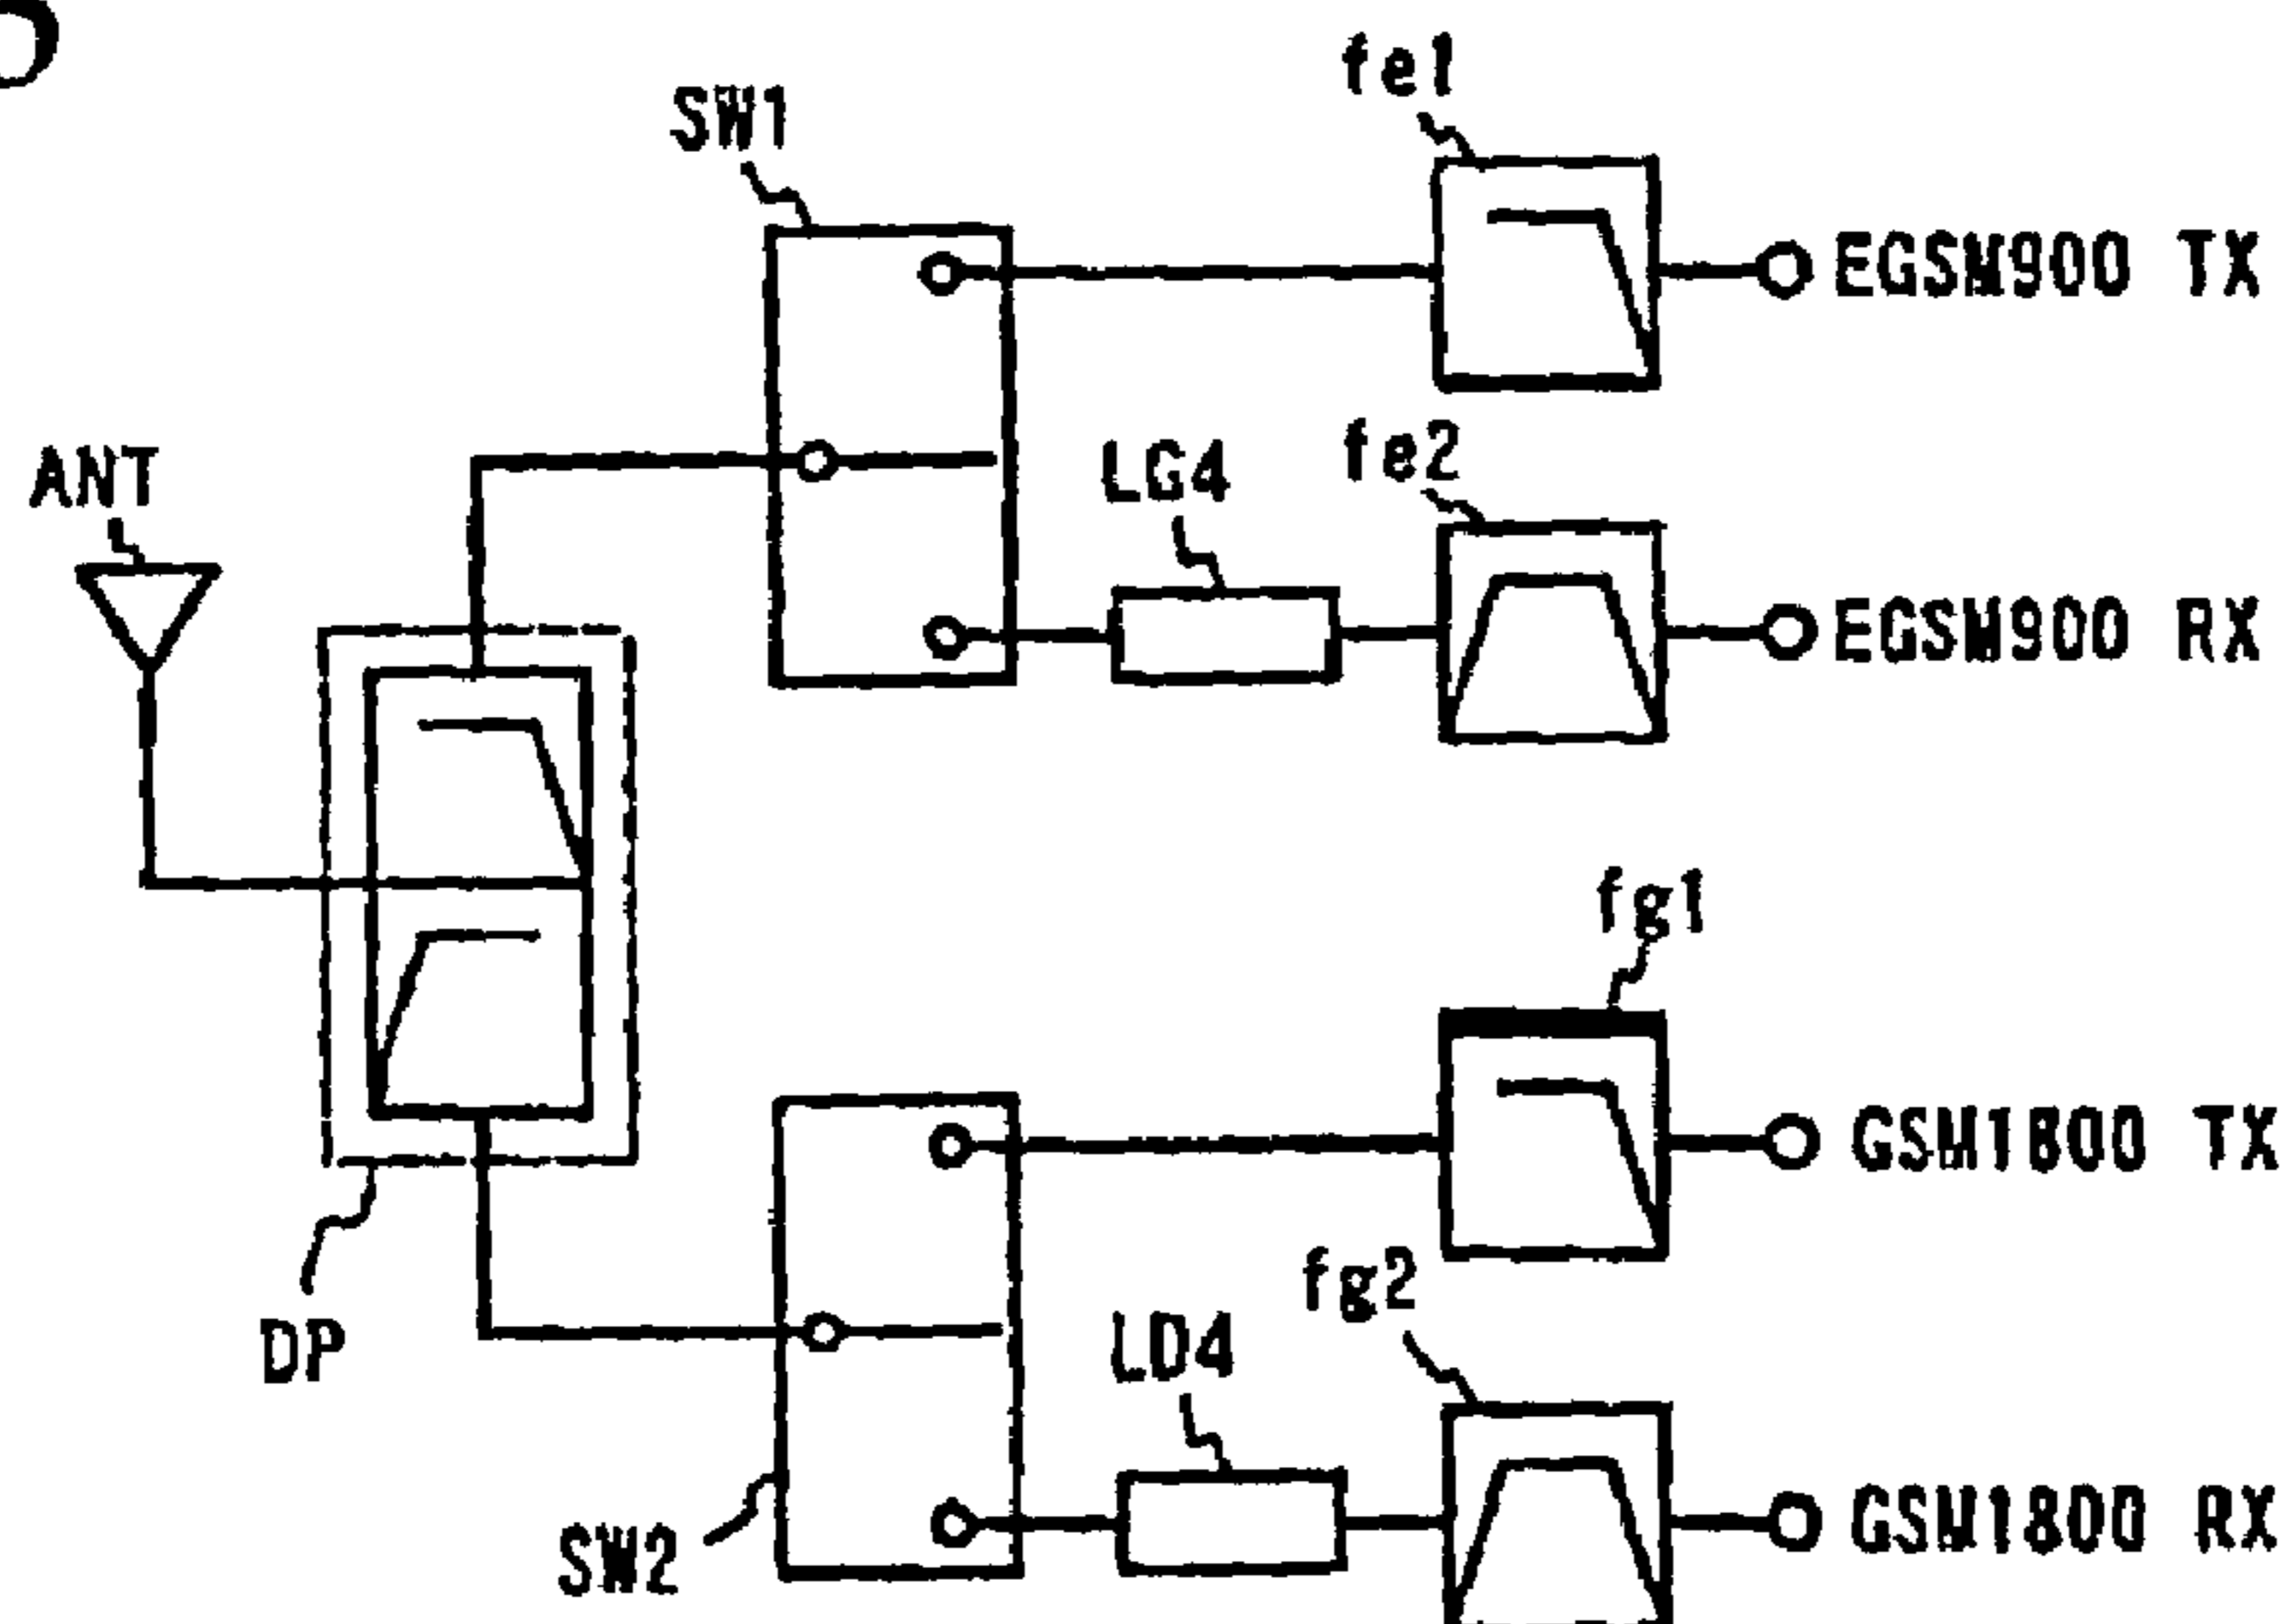 fe1
SW1
EGSM900 TX
ANT
LG4
fe2
EGSM900 RX
fg1
GSM1800 TX
fg2
DP
LD4
SW2
GSM1800 RX